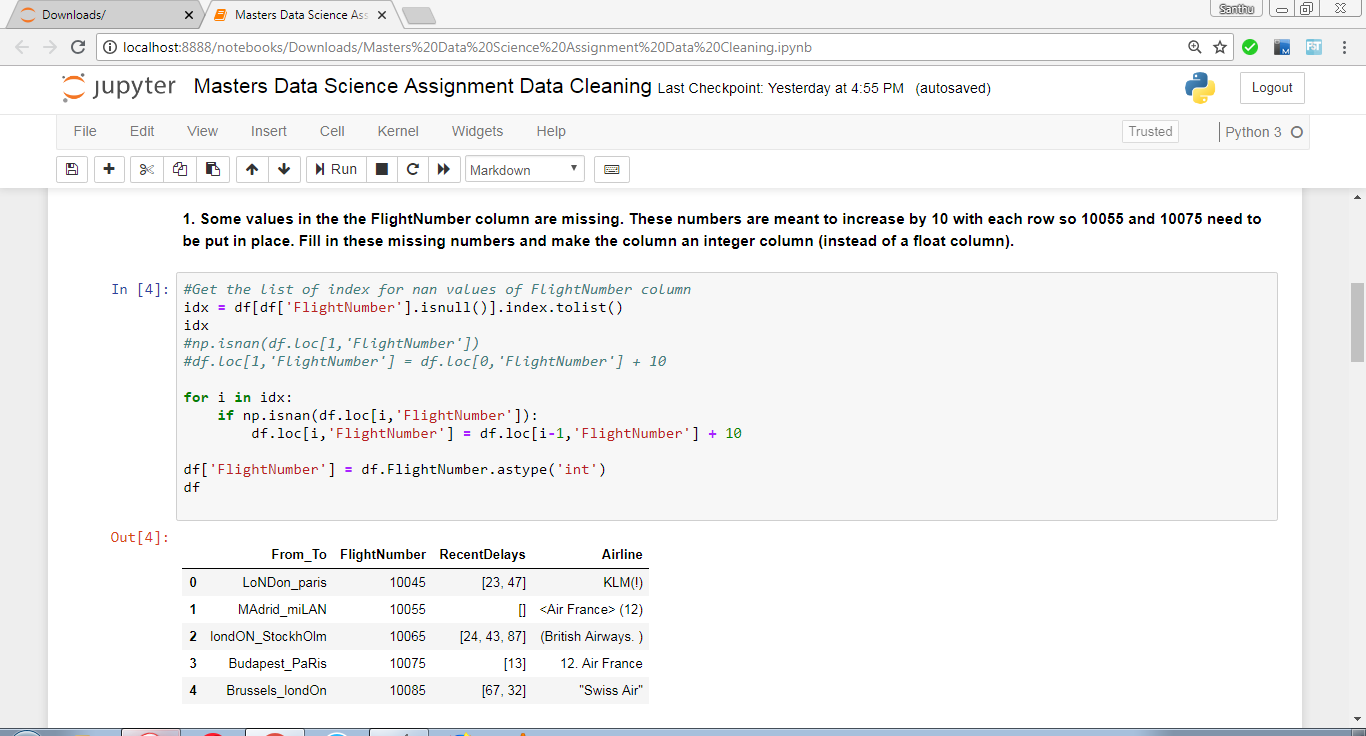 Downloads/
Masters Data Science Ass
Santhu
localhost:8888/notebooks/Downloads/Masters%20Data%20Science%20Assignment%20Data%20Cleaning.ipynb
jupyter Masters Data Science Assignment Data Cleaning Last Checkpoint: Yesterday at 4:55 PM (autosaved)
Logout
File Edit View Insert Cell Kernel Widgets Help Trusted Python 3
Run Markdown
1. Some values in the the FlightNumber column are missing. These numbers are meant to increase by 10 with each row so 10055 and 10075 need to
be put in place. Fill in these missing numbers and make the column an integer column (instead of a float column).
In [4]: #Get the list of index for nan values of FlightNumber column
idx = df[df['FlightNumber'].isnull()].index.tolist()
idx
#np.isnan(df.loc[1,'FlightNumber'])
#df.loc[1,'FlightNumber'] = df.loc[0,'FlightNumber'] + 10
for i in idx:
    if np.isnan(df.loc[i,'FlightNumber']):
        df.loc[i,'FlightNumber'] = df.loc[i-1,'FlightNumber'] + 10
df['FlightNumber'] = df.FlightNumber.astype('int')
df
Out[4]:
From_To FlightNumber RecentDelays Airline
0 LoNDon_paris 10045 [23, 47] KLM(!)
1 MAdrid_miLAN 10055 [] <Air France> (12)
2 londON_StockhOlm 10065 [24, 43, 87] (British Airways. )
3 Budapest_PaRis 10075 [13] 12. Air France
4 Brussels_londOn 10085 [67, 32] "Swiss Air"